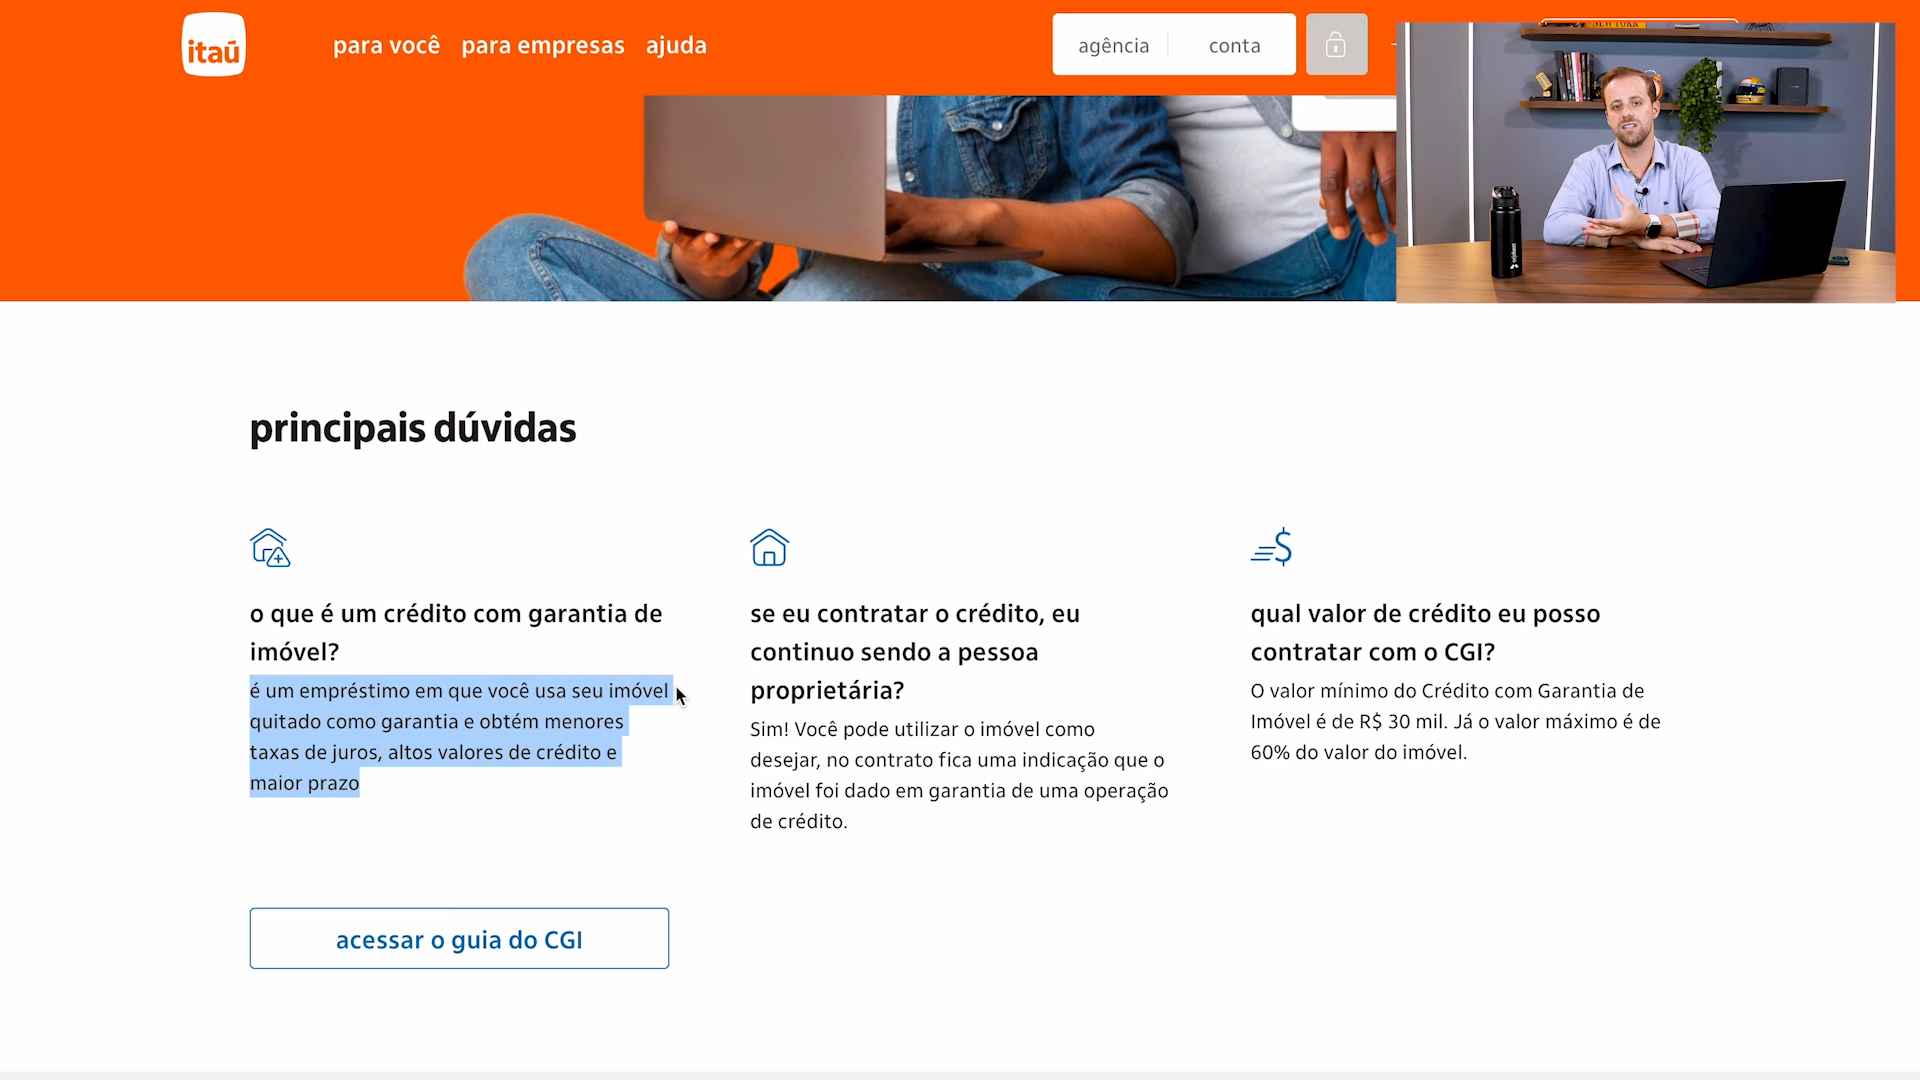 itaú
para você
para empresas
ajuda
agência
conta
NEW YORK
principais dúvidas
o que é um crédito com garantia de
imóvel?
é um empréstimo em que você usa seu imóvel
quitado como garantia e obtém menores
taxas de juros, altos valores de crédito e
maior prazo
se eu contratar o crédito, eu
continuo sendo a pessoa
proprietária?
Sim! Você pode utilizar o imóvel como
desejar, no contrato fica uma indicação que o
imóvel foi dado em garantia de uma operação
de crédito.
qual valor de crédito eu posso
contratar com o CGI?
O valor mínimo do Crédito com Garantia de
Imóvel é de R$ 30 mil. Já o valor máximo é de
60% do valor do imóvel.
acessar o guia do CGI